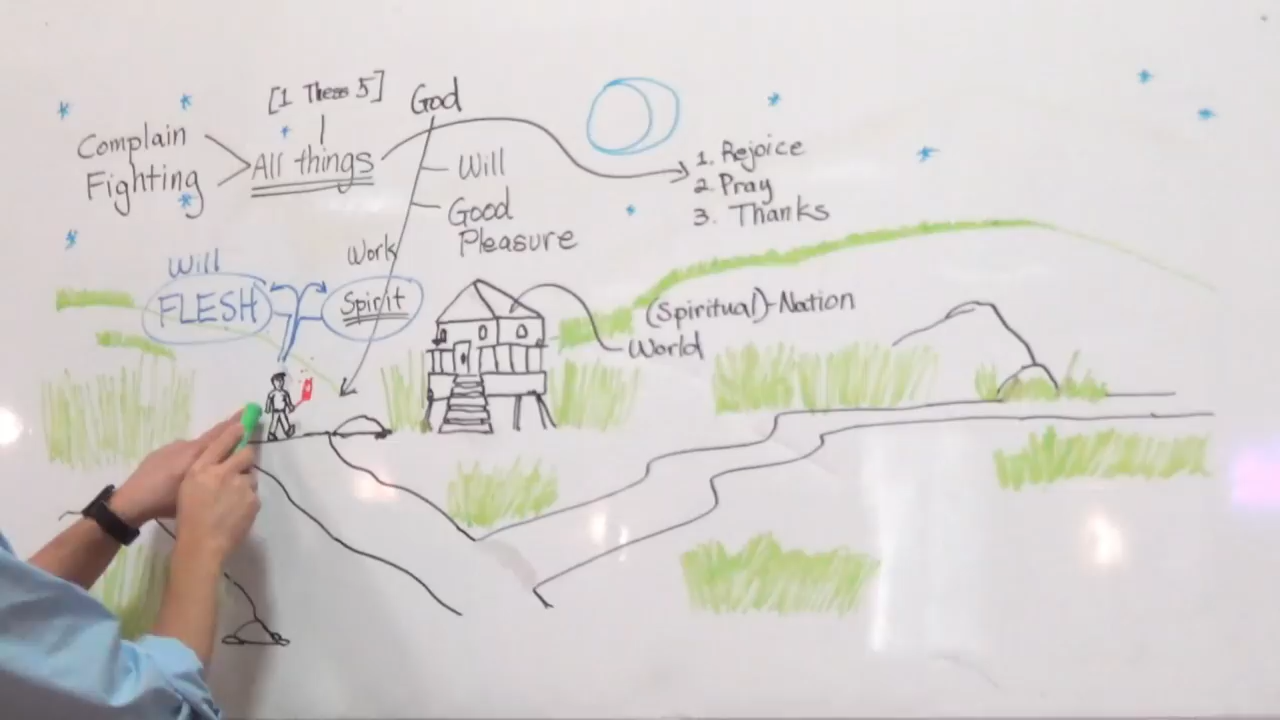 [1 Thess 5]
God
Complain
Fighting
All things
Will
Good
Pleasure
1. Rejoice
2. Pray
3. Thanks
Will
FLESH
Work
Spirit
(Spiritual)-Nation
World